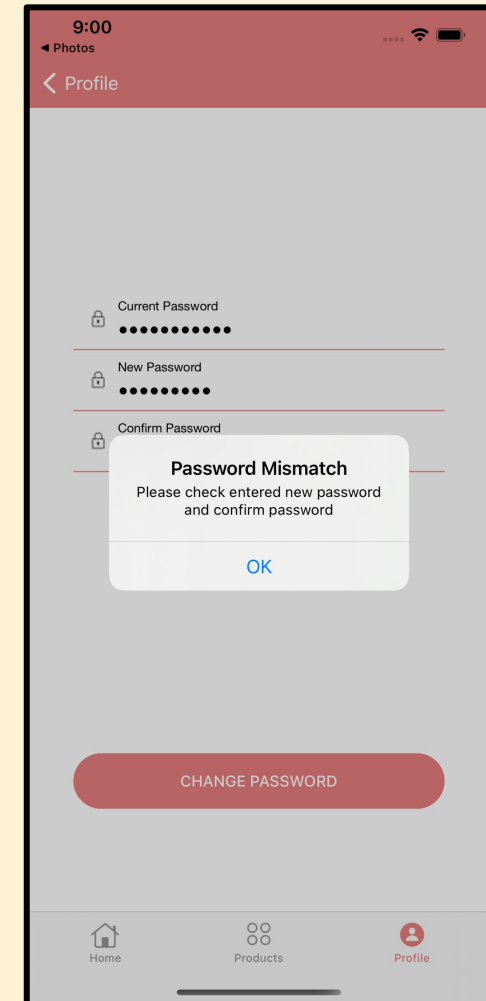 9:00
◀ Photos
Profile
Current Password
•••••••••••
New Password
•••••••••
Confirm Password
Password Mismatch
Please check entered new password
and confirm password
OK
CHANGE PASSWORD
Home
Products
Profile